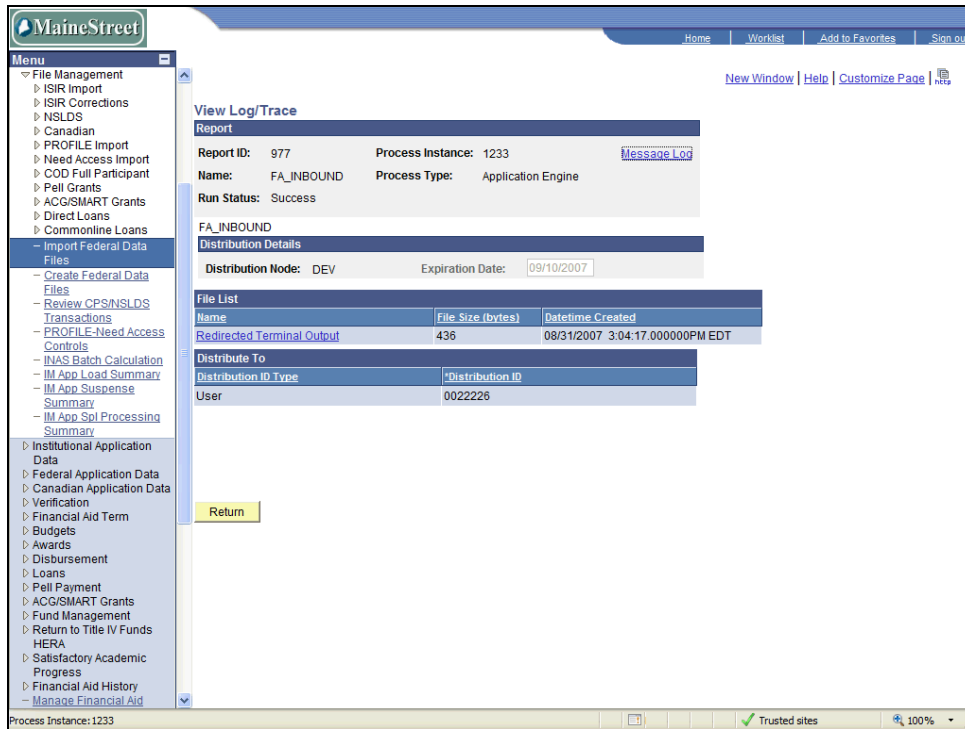 MaineStreet
Home
Worklist
Add to Favorites
Sign ou
Menu
File Management
ISIR Import
ISIR Corrections
NSLDS
Canadian
PROFILE Import
Need Access Import
COD Full Participant
Pell Grants
ACG/SMART Grants
Direct Loans
Commonline Loans
– Import Federal Data
Files
– Create Federal Data
Files
– Review CPS/NSLDS
Transactions
– PROFILE-Need Access
Controls
– INAS Batch Calculation
– IM App Load Summary
– IM App Suspense
Summary
– IM App Spl Processing
Summary
Institutional Application
Data
Federal Application Data
Canadian Application Data
Verification
Financial Aid Term
Budgets
Awards
Disbursement
Loans
Pell Payment
ACG/SMART Grants
Fund Management
Return to Title IV Funds
HERA
Satisfactory Academic
Progress
Financial Aid History
– Manage Financial Aid
New Window | Help | Customize Page | http
View Log/Trace
Report
Report ID: 977 Process Instance: 1233 Message Log
Name: FA_INBOUND Process Type: Application Engine
Run Status: Success
FA_INBOUND
Distribution Details
Distribution Node: DEV Expiration Date: 09/10/2007
File List
Name File Size (bytes) Datetime Created
Redirected Terminal Output 436 08/31/2007 3:04:17.000000PM EDT
Distribute To
Distribution ID Type *Distribution ID
User 0022226
Return
Process Instance:1233
Trusted sites
100%